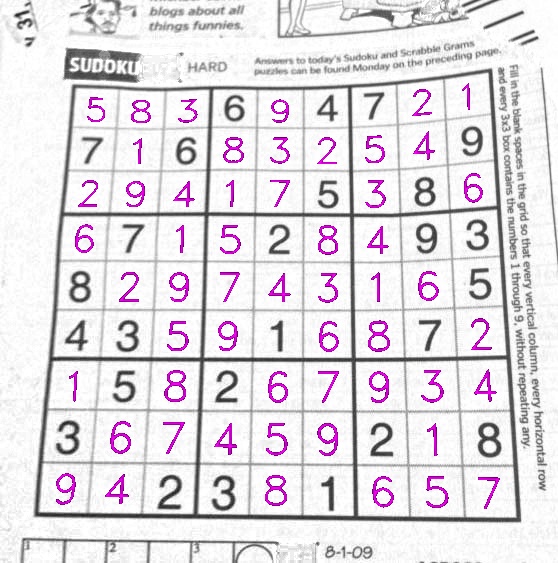 blogs about all
things funnies.
SUDOKU
HARD
Answers to today's Sudoku and Scrabble Grams
puzzles can be found Monday on the preceding page.
5 8 3 6 9 4 7 2 1
7 1 6 8 3 2 5 4 9
2 9 4 1 7 5 3 8 6
6 7 1 5 2 8 4 9 3
8 2 9 7 4 3 1 6 5
4 3 5 9 1 6 8 7 2
1 5 8 2 6 7 9 3 4
3 6 7 4 5 9 2 1 8
9 4 2 3 8 1 6 5 7
Fill in the blank spaces in the grid so that every vertical column, every horizontal row
and every 3x3 box contains the numbers 1 through 9, without repeating any.
1 2 3
8-1-09